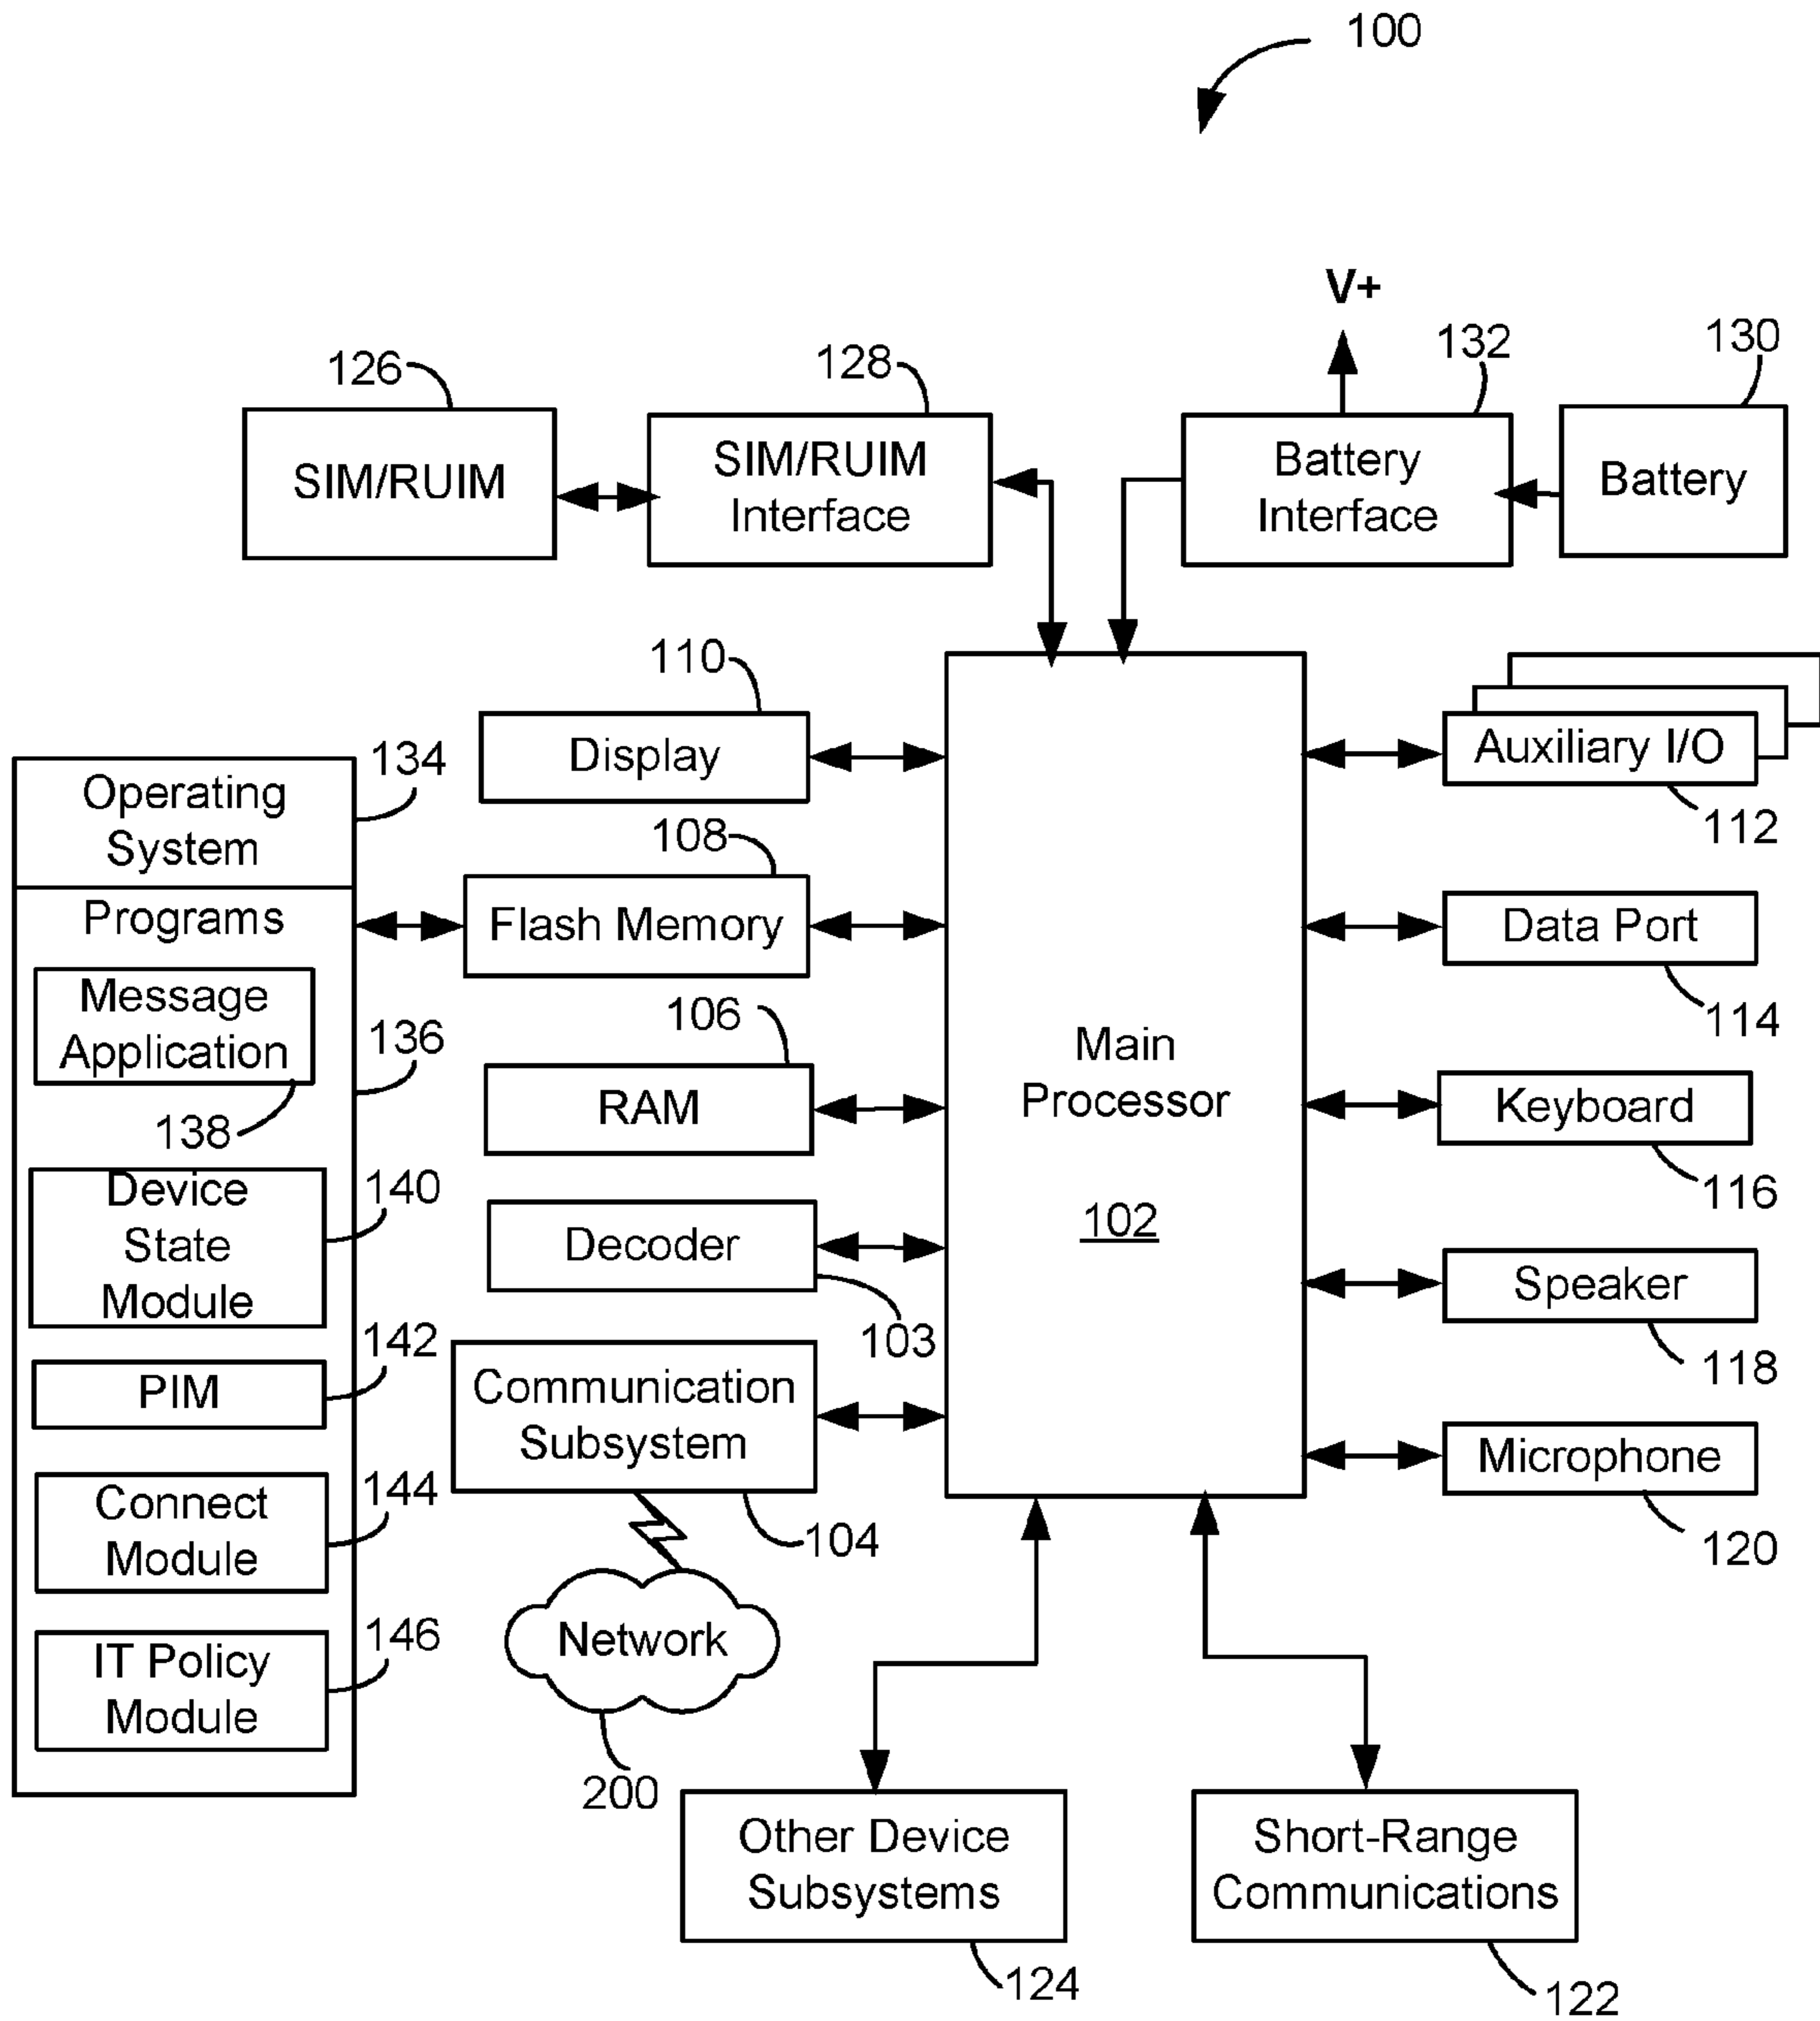 100
V+
126
128
132
130
SIM/RUIM
SIM/RUIM
Interface
Battery
Interface
Battery
110
Display
Auxiliary I/O
112
134
Operating
System
108
Programs
Flash Memory
Data Port
114
Message
Application
138
136
106
RAM
Main
Processor
102
Keyboard
116
Device
State
Module
140
Decoder
103
Speaker
118
PIM
142
Communication
Subsystem
104
Microphone
120
Connect
Module
144
Network
200
IT Policy
Module
146
Other Device
Subsystems
124
Short-Range
Communications
122